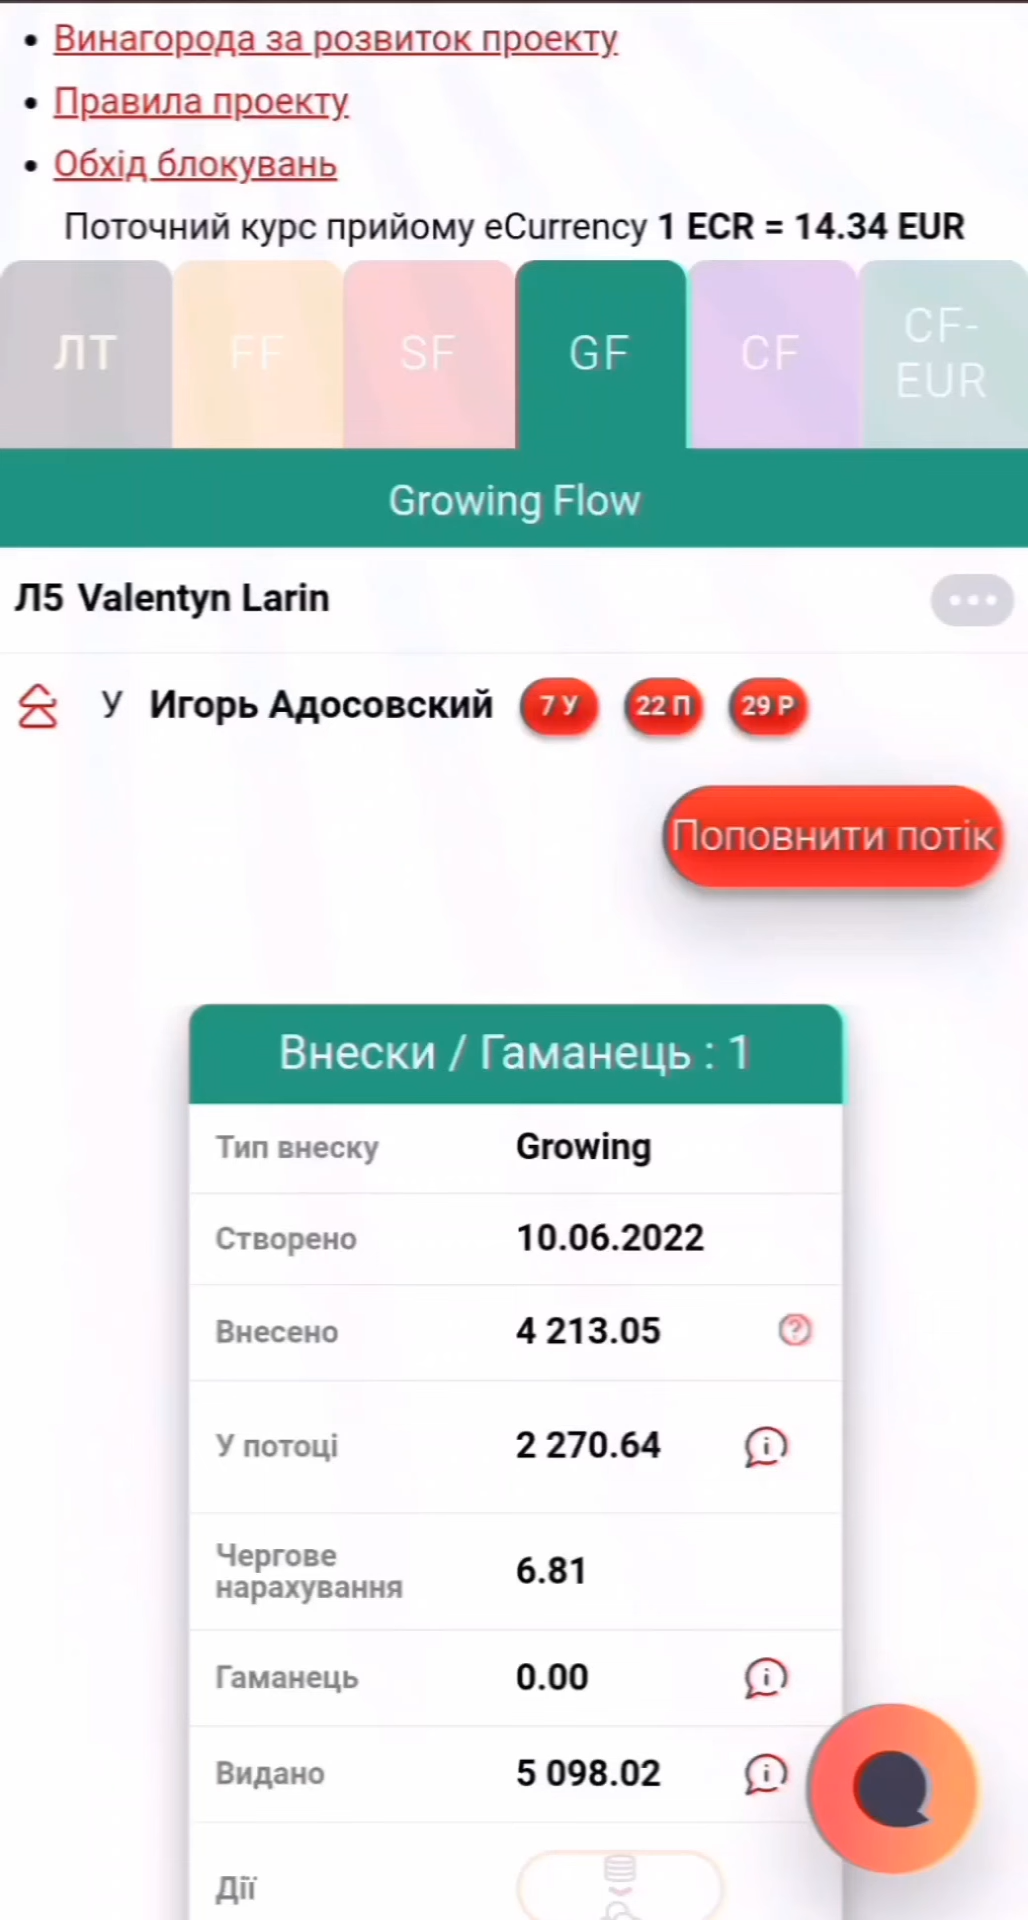 Винагорода за розвиток проекту
Правила проекту
Обхід блокувань
Поточний курс прийому eCurrency 1 ECR = 14.34 EUR
ЛТ FF SF GF CF CF-EUR
Growing Flow
Л5 Valentyn Larin
У Игорь Адосовский 7 У 22 П 29 Р
Поповнити потік
Внески / Гаманець : 1
Тип внеску Growing
Створено 10.06.2022
Внесено 4 213.05
У потоці 2 270.64
Чергове нарахування 6.81
Гаманець 0.00
Видано 5 098.02
Дії